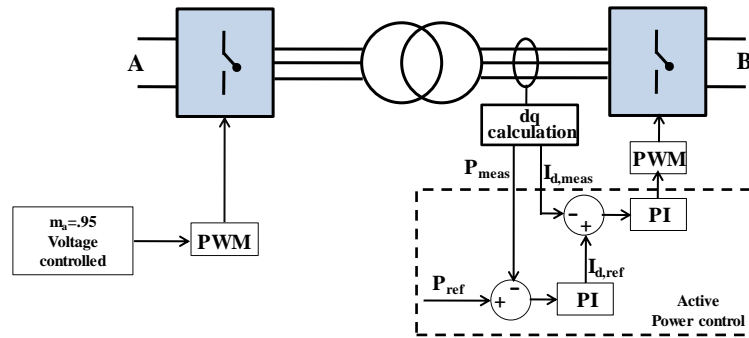 A
B
dq
calculation
P_meas
I_d,meas
PWM
m_a=.95
Voltage
controlled
PWM
-
+
PI
I_d,ref
P_ref
-
+
PI
Active
Power control